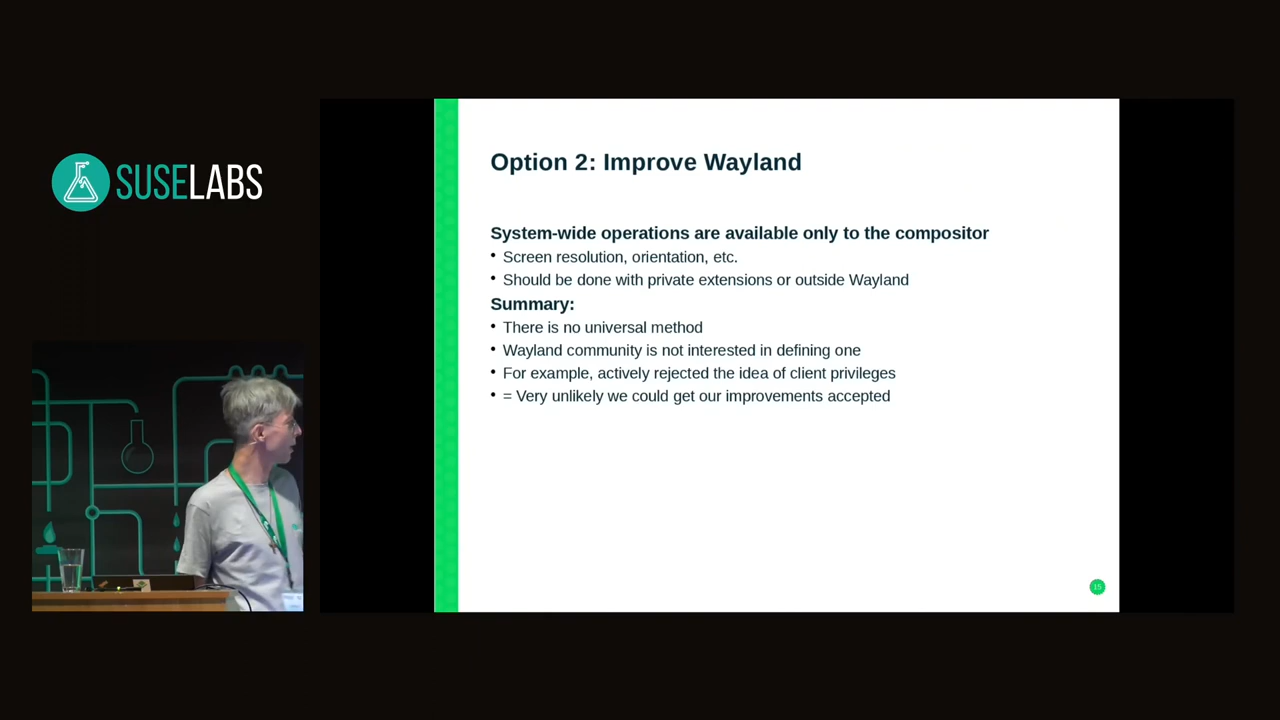 SUSELABS
Option 2: Improve Wayland
System-wide operations are available only to the compositor
• Screen resolution, orientation, etc.
• Should be done with private extensions or outside Wayland
Summary:
• There is no universal method
• Wayland community is not interested in defining one
• For example, actively rejected the idea of client privileges
• = Very unlikely we could get our improvements accepted
15